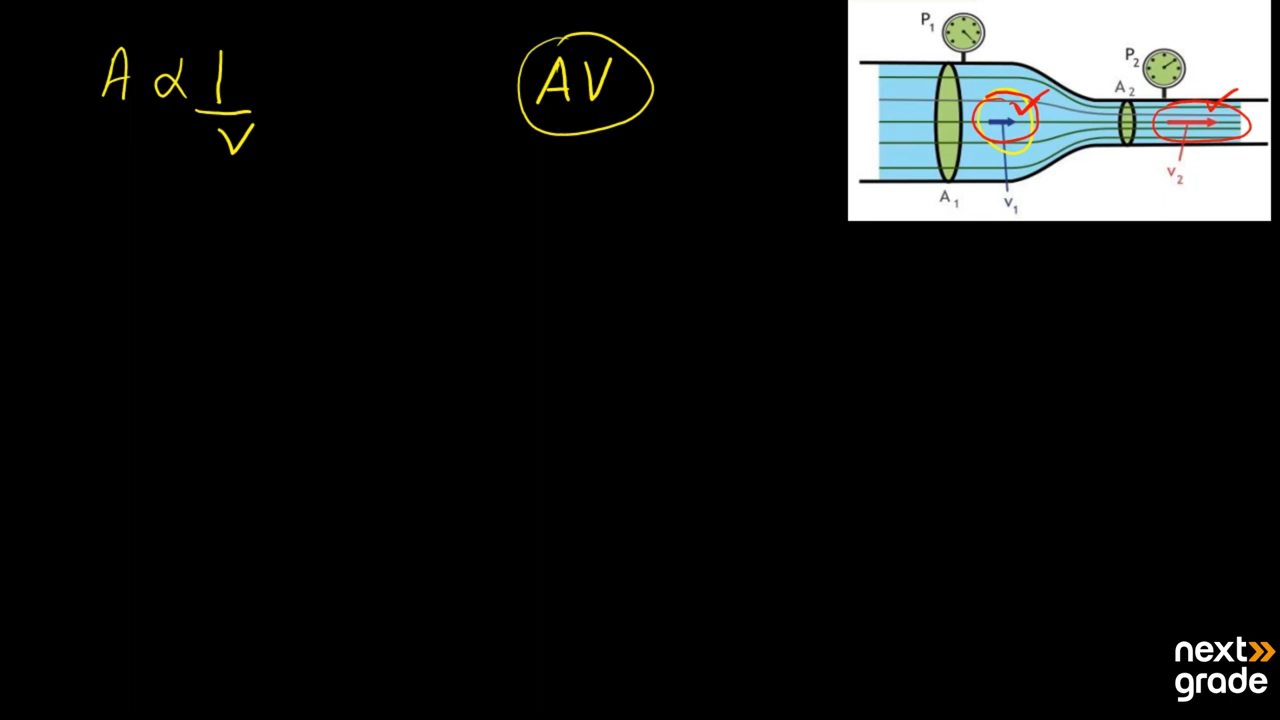 A ∝ 1/V
AV
P₁
P₂
A₂
A₁
v₁
v₂
next
grade